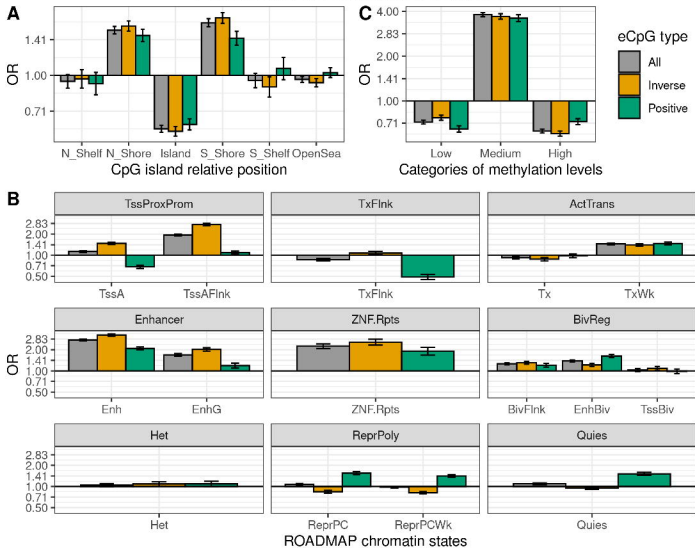 A
OR
1.41
1.00
0.71
N_Shelf N_Shore Island S_Shore S_Shelf OpenSea
CpG island relative position
C
OR
4.00
2.83
2.00
1.41
1.00
0.71
Low Medium High
Categories of methylation levels
eCpG type
All
Inverse
Positive
B
OR
TssProxProm TxFlnk ActTrans
2.83
2.00
1.41
1.00
0.71
0.50
TssA TssAFlnk TxFlnk Tx TxWk
Enhancer ZNF.Rpts BivReg
2.83
2.00
1.41
1.00
0.71
0.50
Enh EnhG ZNF.Rpts BivFlnk EnhBiv TssBiv
Het ReprPoly Quies
2.83
2.00
1.41
1.00
0.71
0.50
Het ReprPC ReprPCWk Quies
ROADMAP chromatin states